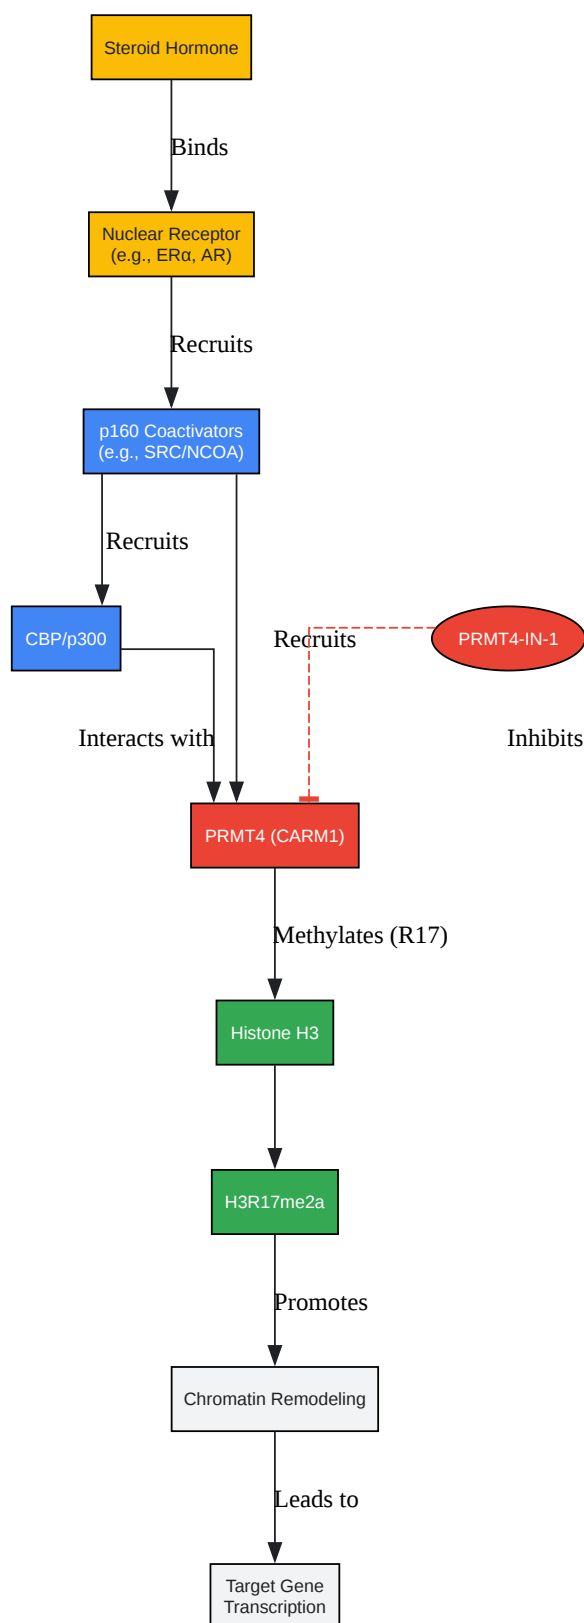 Steroid Hormone
Binds
Nuclear Receptor
(e.g., ERα, AR)
Recruits
p160 Coactivators
(e.g., SRC/NCOA)
Recruits
CBP/p300
Recruits
PRMT4-IN-1
Interacts with
Inhibits
PRMT4 (CARM1)
Methylates (R17)
Histone H3
H3R17me2a
Promotes
Chromatin Remodeling
Leads to
Target Gene
Transcription